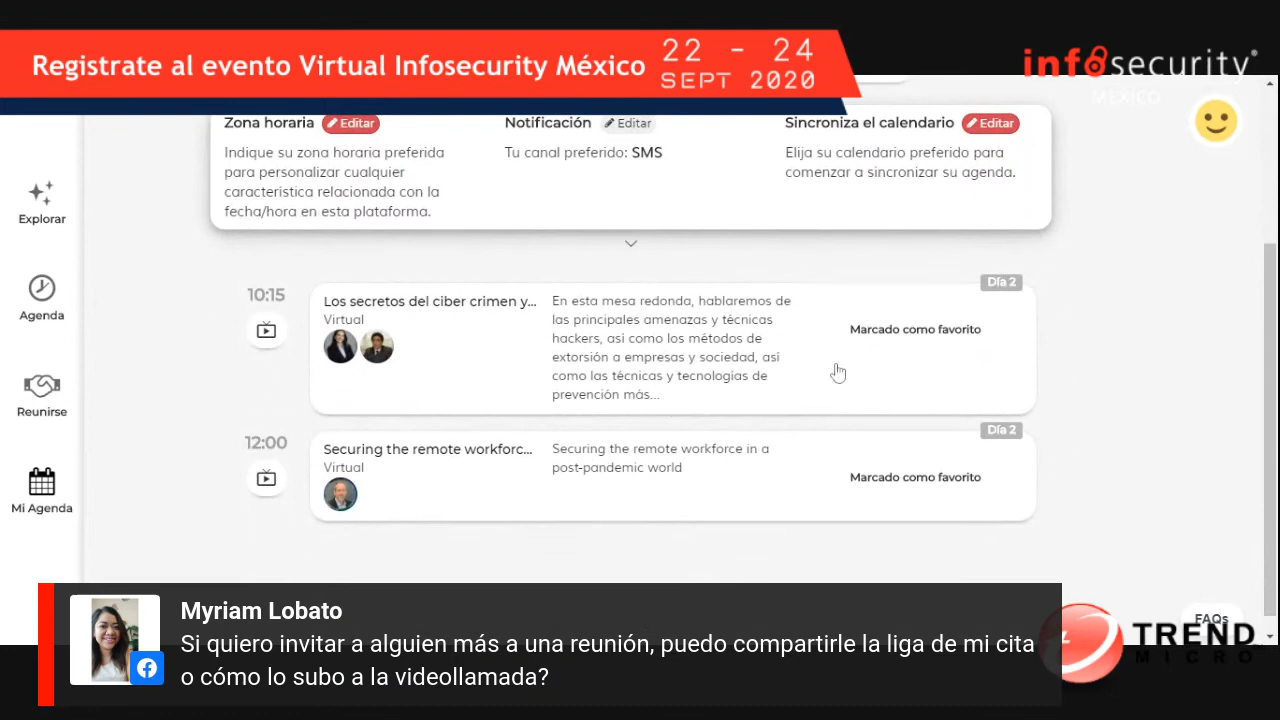 Registrate al evento Virtual Infosecurity México
22 - 24
SEPT 2020
infosecurity®
MÉXICO
Zona horaria
Editar
Indique su zona horaria preferida
para personalizar cualquier
característica relacionada con la
fecha/hora en esta plataforma.
Notificación
Editar
Tu canal preferido: SMS
Sincroniza el calendario
Editar
Elija su calendario preferido para
comenzar a sincronizar su agenda.
Explorar
Agenda
Reunirse
Mi Agenda
Día 2
10:15
Los secretos del ciber crimen y...
Virtual
En esta mesa redonda, hablaremos de
las principales amenazas y técnicas
hackers, asi como los métodos de
extorsión a empresas y sociedad, así
como las técnicas y tecnologías de
prevención más...
Marcado como favorito
Día 2
12:00
Securing the remote workforc...
Virtual
Securing the remote workforce in a
post-pandemic world
Marcado como favorito
Myriam Lobato
Si quiero invitar a alguien más a una reunión, puedo compartirle la liga de mi cita
o cómo lo subo a la videollamada?
FAQs
TREND
MICRO